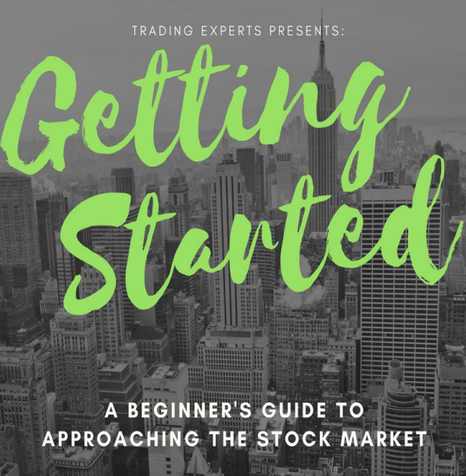 TRADING EXPERTS PRESENTS:
Getting
Started
A BEGINNER'S GUIDE TO
APPROACHING THE STOCK MARKET